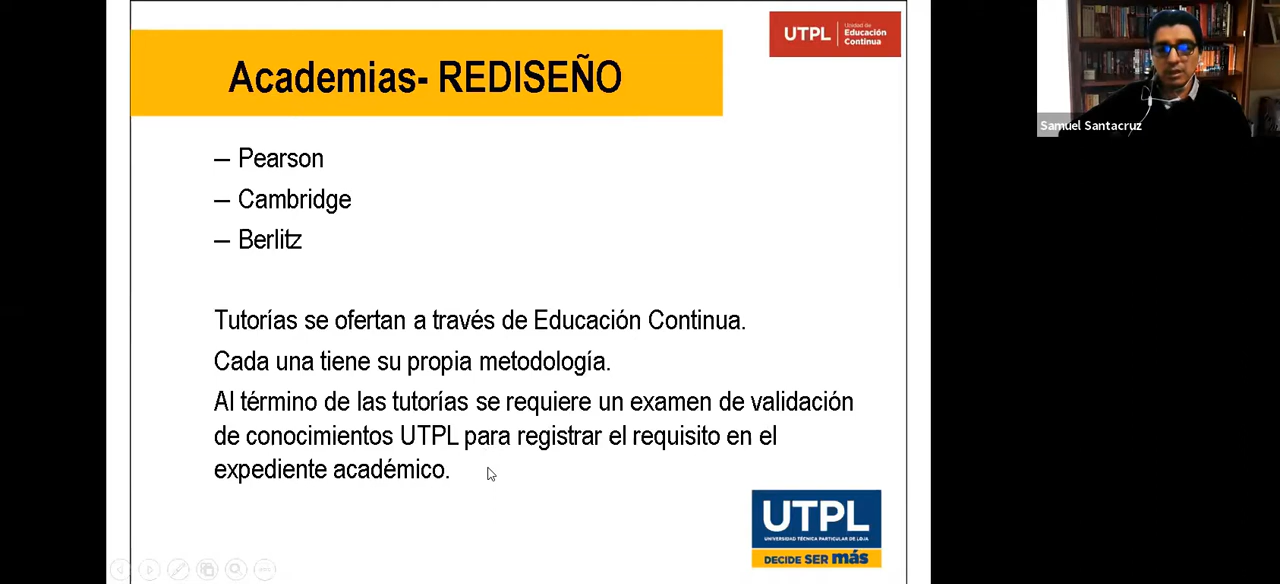 UTPL
Unidad de
Educación
Continua
Academias- REDISEÑO
– Pearson
– Cambridge
– Berlitz
Tutorías se ofertan a través de Educación Continua.
Cada una tiene su propia metodología.
Al término de las tutorías se requiere un examen de validación
de conocimientos UTPL para registrar el requisito en el
expediente académico.
UTPL
UNIVERSIDAD TÉCNICA PARTICULAR DE LOJA
DECIDE SER más
Samuel Santacruz